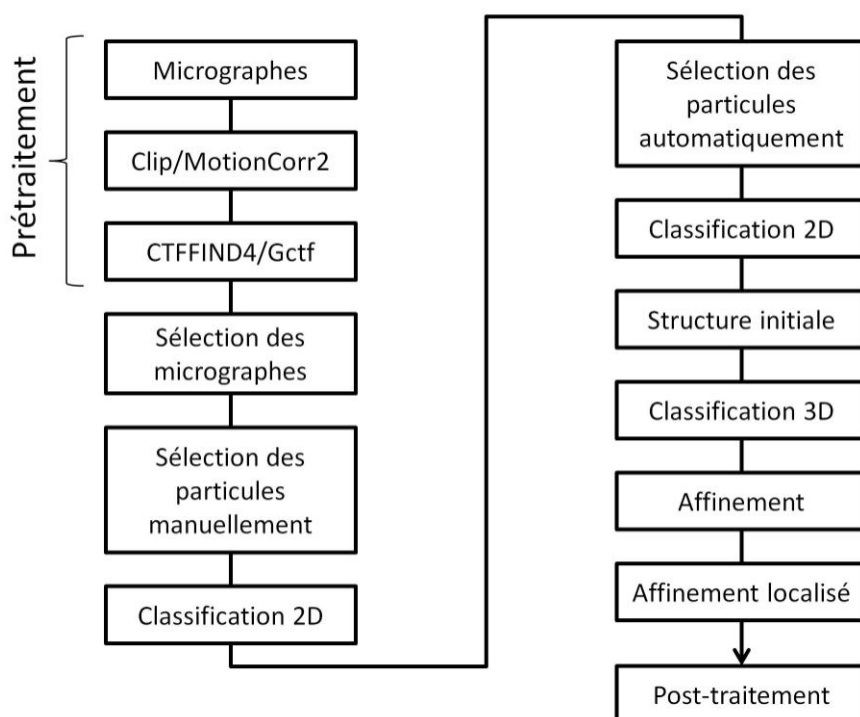 Prétraitement
Micrographes
Clip/MotionCorr2
CTFFIND4/Gctf
Sélection des
micrographes
Sélection des
particules
manuellement
Classification 2D
Sélection des
particules
automatiquement
Classification 2D
Structure initiale
Classification 3D
Affinement
Affinement localisé
Post-traitement